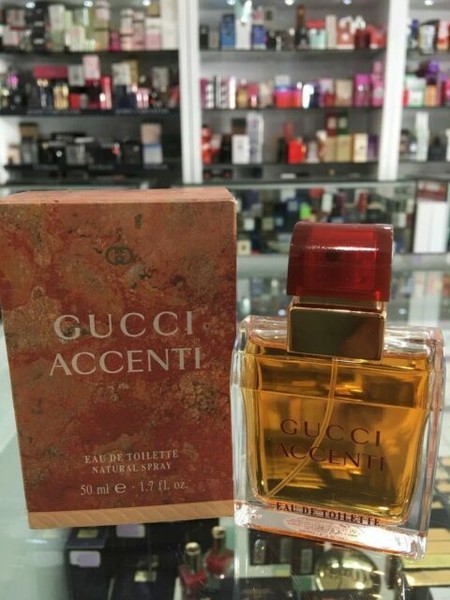 GUCCI
ACCENTI
EAU DE TOILETTE
NATURAL SPRAY
50 ml e · 1.7 fl. oz.
GUCCI
ACCENTI
EAU DE TOILETTE